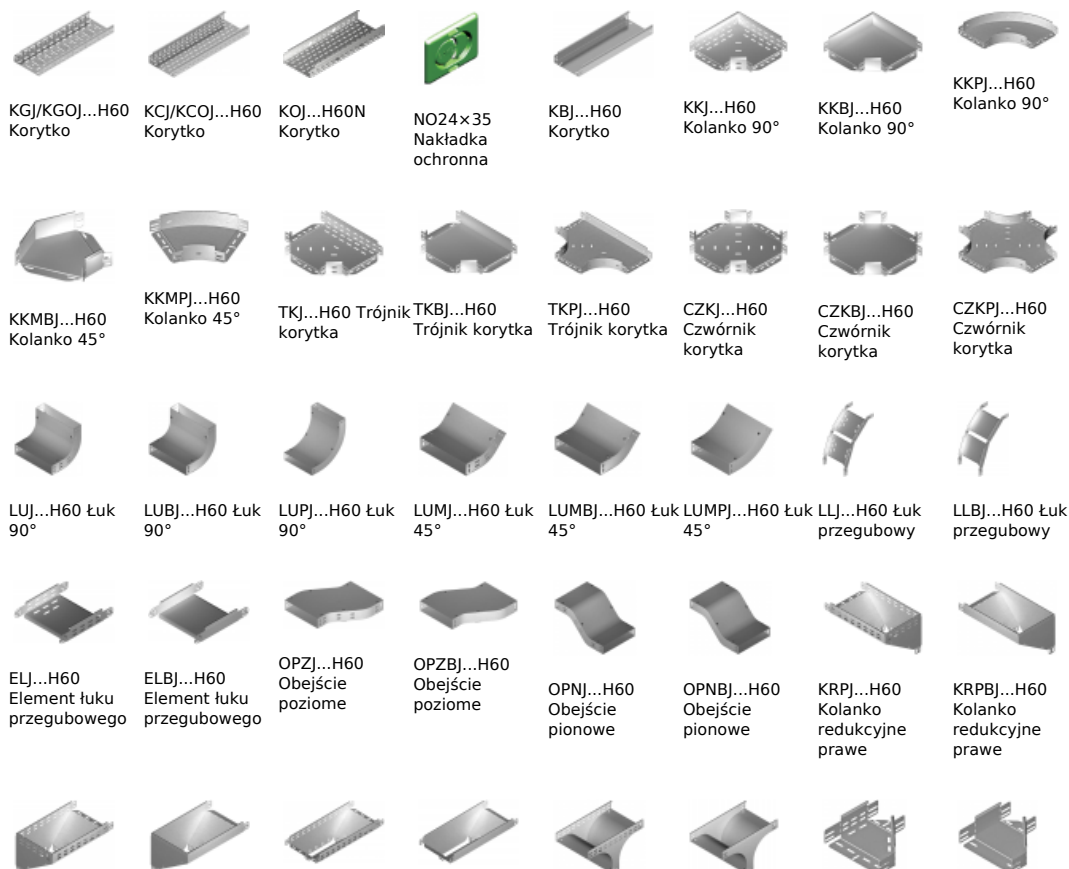 KGJ/KGOJ...H60
Korytko
KCJ/KCOJ...H60
Korytko
KOJ...H60N
Korytko
NO24×35
Nakładka
ochronna
KBJ...H60
Korytko
KKJ...H60
Kolanko 90°
KKBJ...H60
Kolanko 90°
KKPJ...H60
Kolanko 90°
KKMBJ...H60
Kolanko 45°
KKMPJ...H60
Kolanko 45°
TKJ...H60 Trójnik
korytka
TKBJ...H60
Trójnik korytka
TKPJ...H60
Trójnik korytka
CZKJ...H60
Czwórnik
korytka
CZKBJ...H60
Czwórnik
korytka
CZKPJ...H60
Czwórnik
korytka
LUJ...H60 Łuk
90°
LUBJ...H60 Łuk
90°
LUPJ...H60 Łuk
90°
LUMJ...H60 Łuk
45°
LUMBJ...H60 Łuk
45°
LUMPJ...H60 Łuk
45°
LLJ...H60 Łuk
przegubowy
LLBJ...H60 Łuk
przegubowy
ELJ...H60
Element łuku
przegubowego
ELBJ...H60
Element łuku
przegubowego
OPZJ...H60
Obejście
poziome
OPZBJ...H60
Obejście
poziome
OPNJ...H60
Obejście
pionowe
OPNBJ...H60
Obejście
pionowe
KRPJ...H60
Kolanko
redukcyjne
prawe
KRPBJ...H60
Kolanko
redukcyjne
prawe